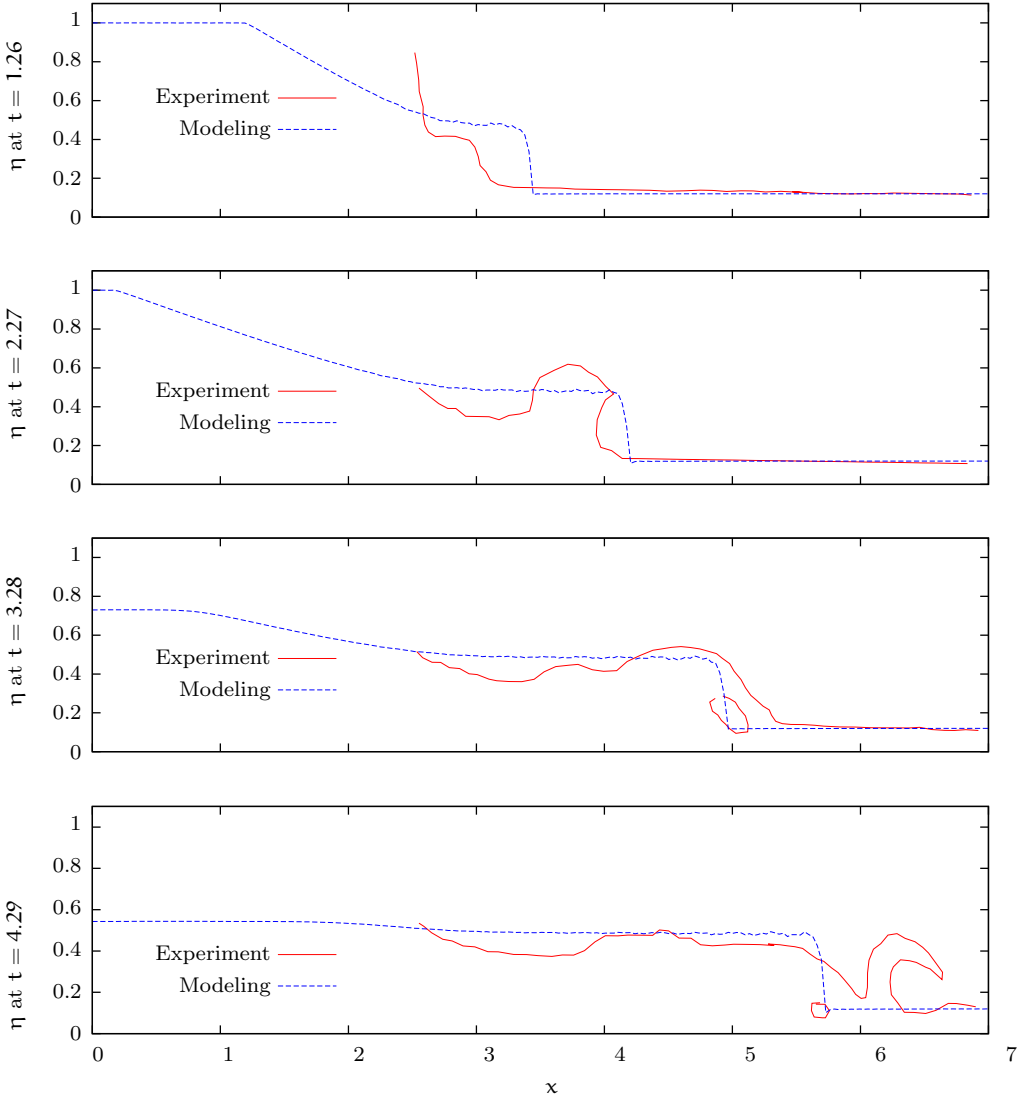 η at t = 1.26
1
0.8
0.6
0.4
0.2
0
Experiment
Modeling
η at t = 2.27
1
0.8
0.6
0.4
0.2
0
Experiment
Modeling
η at t = 3.28
1
0.8
0.6
0.4
0.2
0
Experiment
Modeling
η at t = 4.29
1
0.8
0.6
0.4
0.2
0
Experiment
Modeling
0 1 2 3 4 5 6 7
x